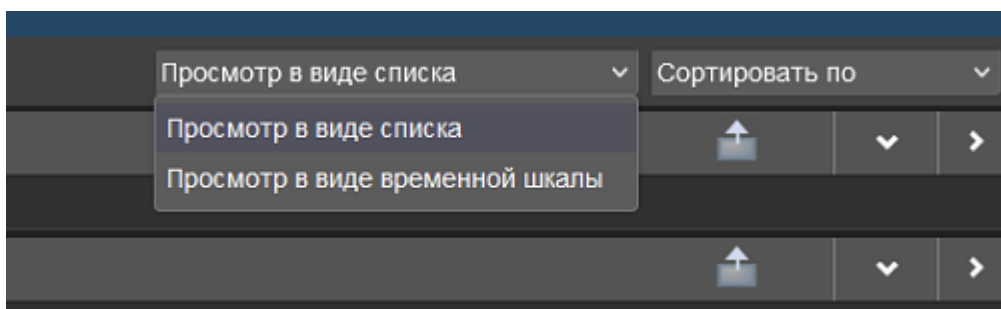 Просмотр в виде списка
Сортировать по
Просмотр в виде списка
Просмотр в виде временной шкалы